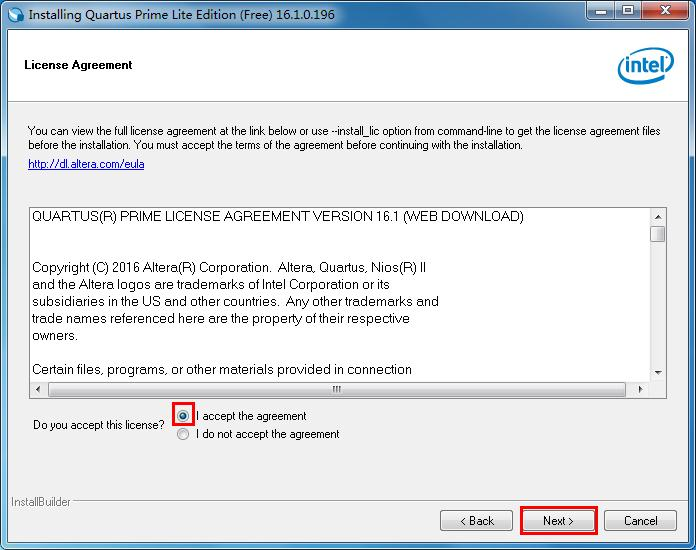 Installing Quartus Prime Lite Edition (Free) 16.1.0.196
License Agreement
intel
You can view the full license agreement at the link below or use --install_lic option from command-line to get the license agreement files
before the installation. You must accept the terms of the agreement before continuing with the installation.
http://dl.altera.com/eula
QUARTUS(R) PRIME LICENSE AGREEMENT VERSION 16.1 (WEB DOWNLOAD)
Copyright (C) 2016 Altera(R) Corporation. Altera, Quartus, Nios(R) II
and the Altera logos are trademarks of Intel Corporation or its
subsidiaries in the US and other countries. Any other trademarks and
trade names referenced here are the property of their respective
owners.
Certain files, programs, or other materials provided in connection
Do you accept this license?
I accept the agreement
I do not accept the agreement
InstallBuilder
< Back
Next >
Cancel